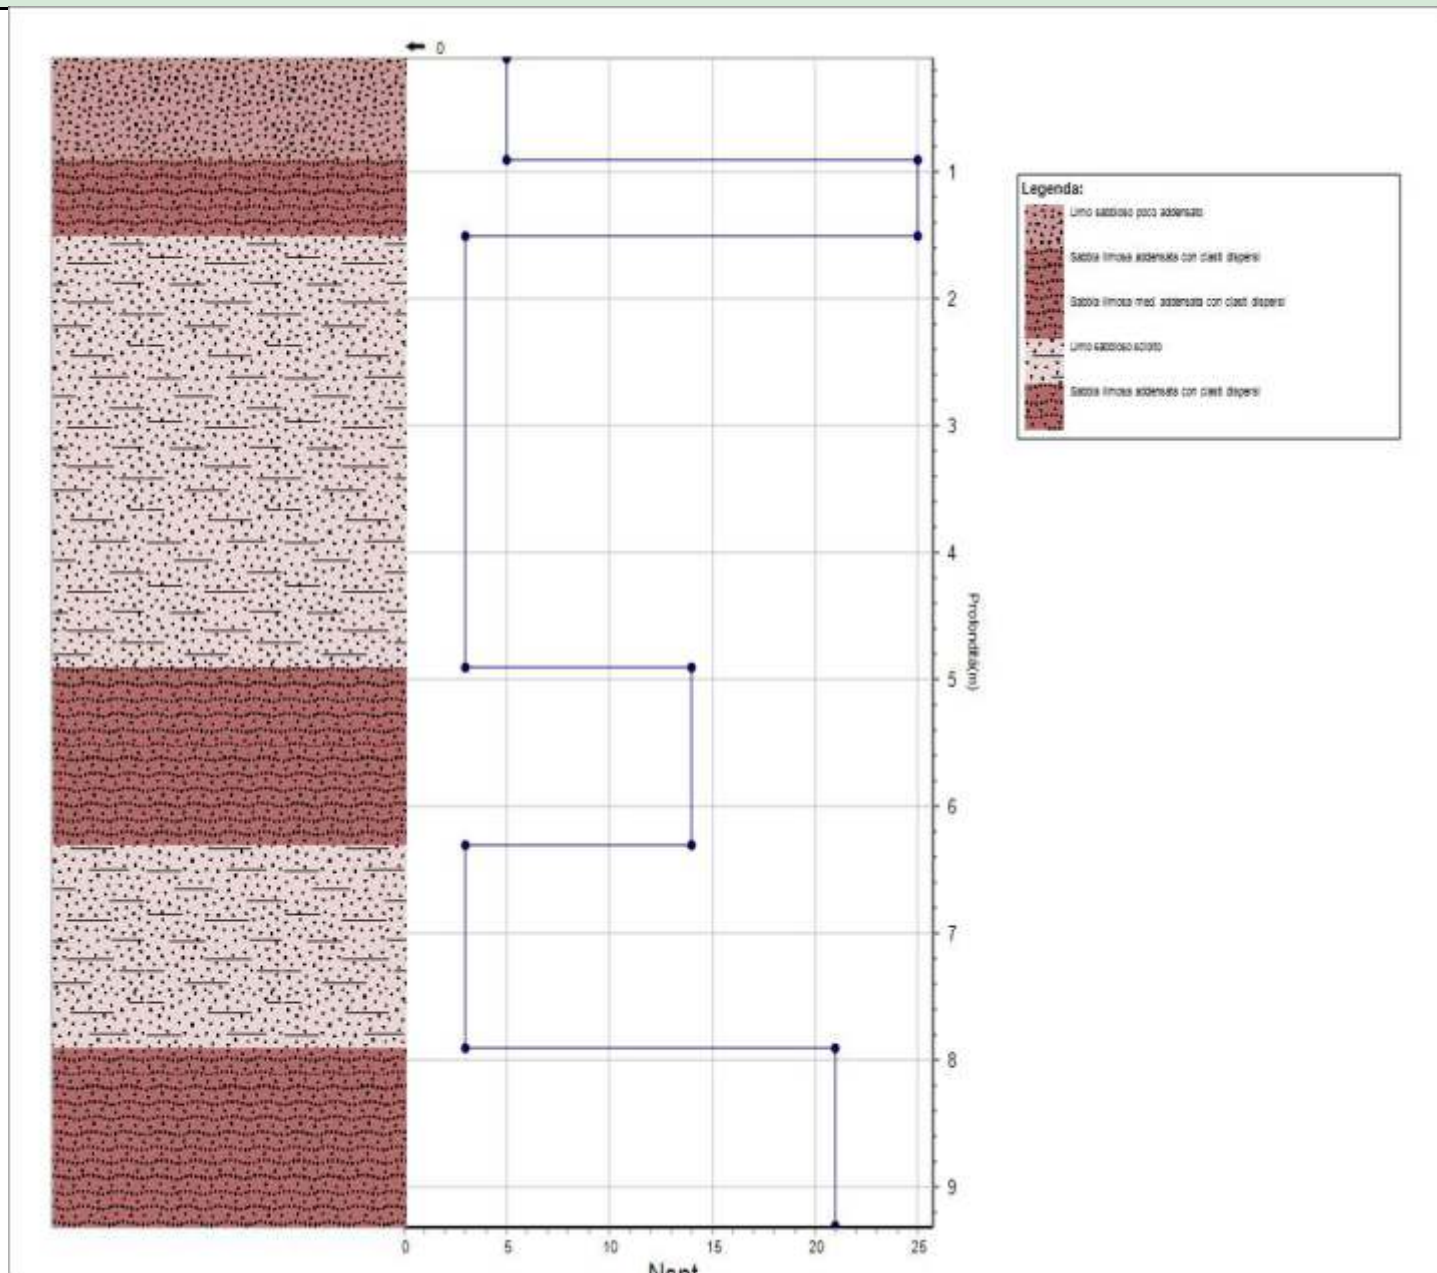 0
1
2
3
4
5
6
7
8
9
Profondità(m)
0 5 10 15 20 25
Nspt
Legenda:
Limo sabbioso poco addensato
Sabbia limosa addensata con clasti dispersi
Sabbia limosa med. addensata con clasti dispersi
Limo sabbioso sciolto
Sabbia limosa addensata con clasti dispersi